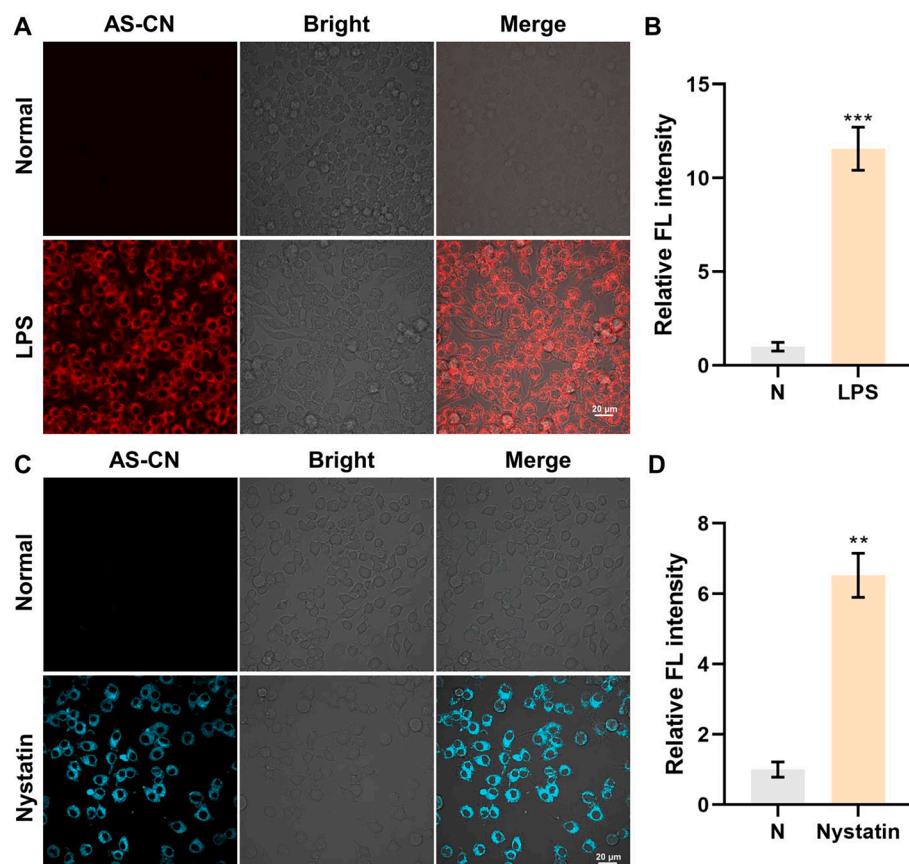 A
AS-CN Bright Merge
Normal
LPS
20 μm
B
Relative FL intensity
15
10
5
0
***
N LPS
C
AS-CN Bright Merge
Normal
Nystatin
20 μm
D
Relative FL intensity
8
6
4
2
0
**
N Nystatin